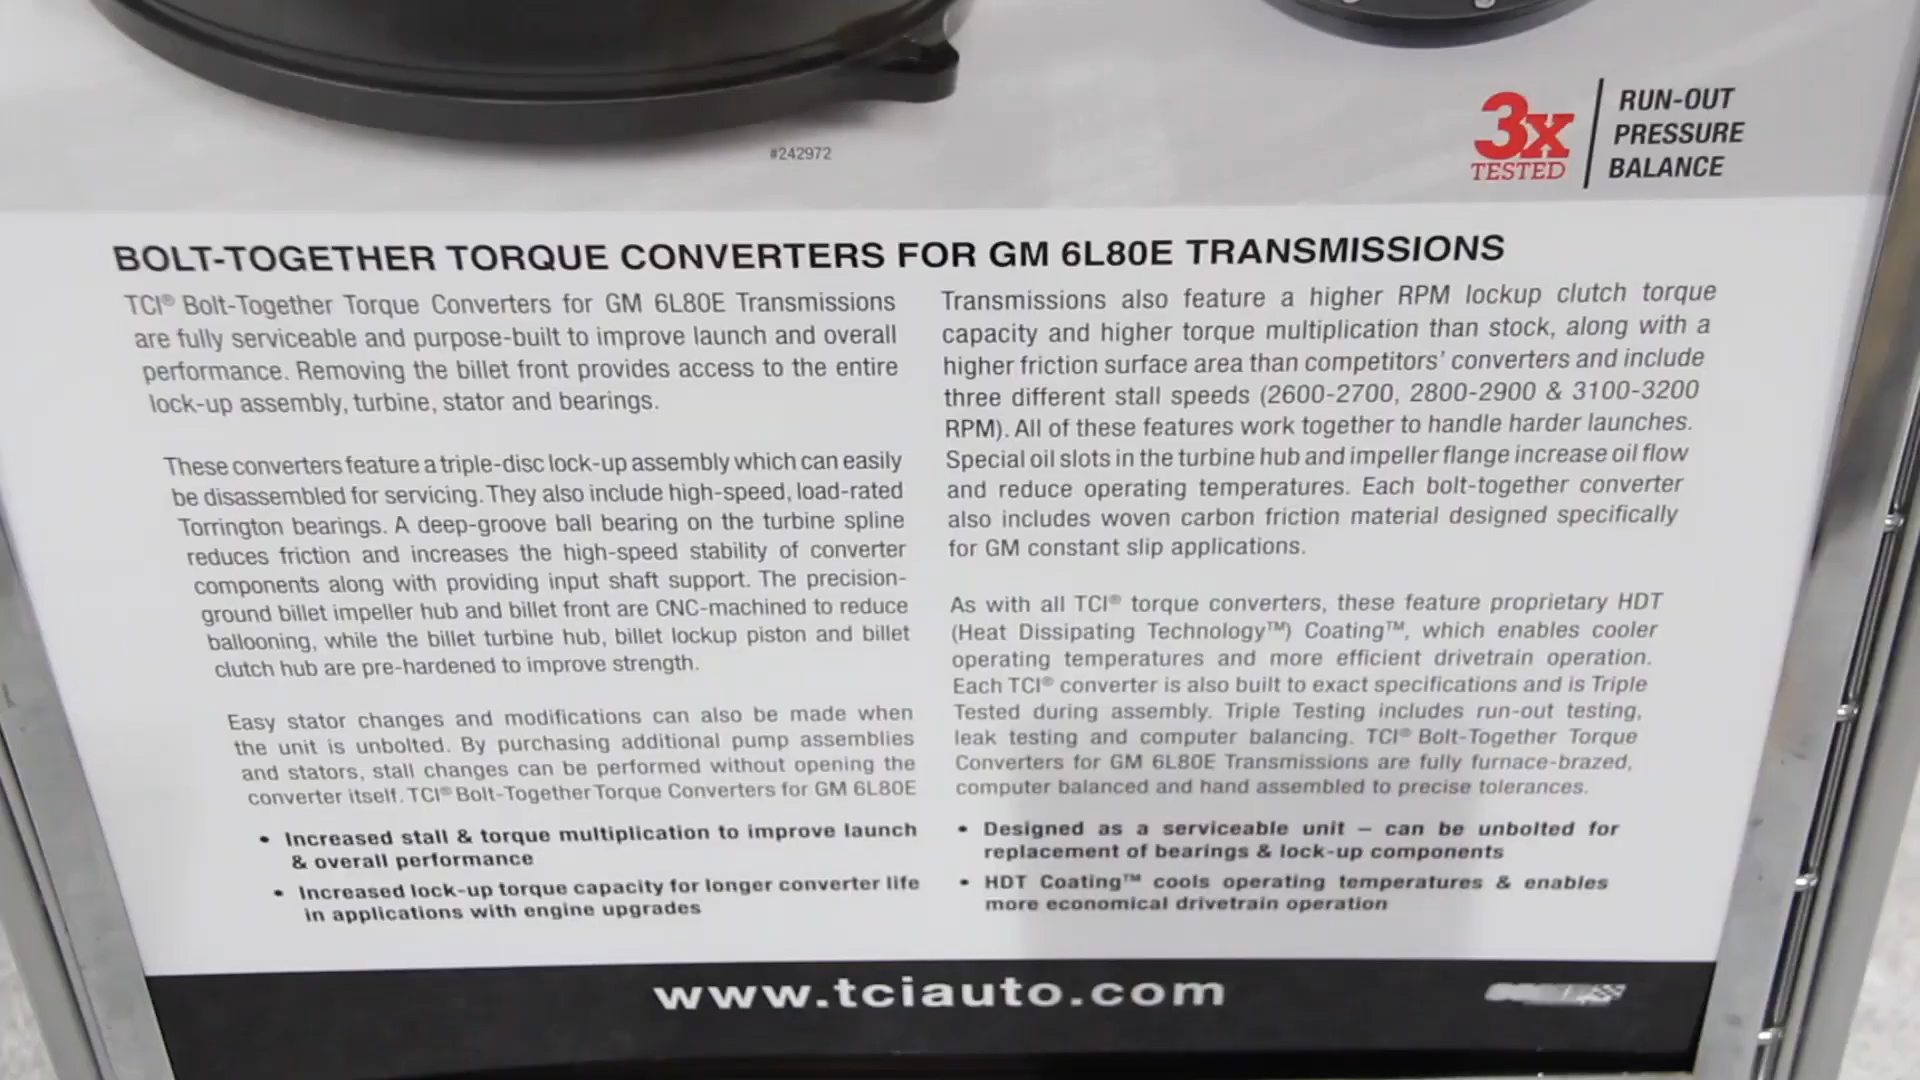 #242972
3x
TESTED
RUN-OUT
PRESSURE
BALANCE
BOLT-TOGETHER TORQUE CONVERTERS FOR GM 6L80E TRANSMISSIONS
TCI® Bolt-Together Torque Converters for GM 6L80E Transmissions
are fully serviceable and purpose-built to improve launch and overall
performance. Removing the billet front provides access to the entire
lock-up assembly, turbine, stator and bearings.
These converters feature a triple-disc lock-up assembly which can easily
be disassembled for servicing. They also include high-speed, load-rated
Torrington bearings. A deep-groove ball bearing on the turbine spline
reduces friction and increases the high-speed stability of converter
components along with providing input shaft support. The precision-
ground billet impeller hub and billet front are CNC-machined to reduce
ballooning, while the billet turbine hub, billet lockup piston and billet
clutch hub are pre-hardened to improve strength.
Easy stator changes and modifications can also be made when
the unit is unbolted. By purchasing additional pump assemblies
and stators, stall changes can be performed without opening the
converter itself. TCI® Bolt-Together Torque Converters for GM 6L80E
Transmissions also feature a higher RPM lockup clutch torque
capacity and higher torque multiplication than stock, along with a
higher friction surface area than competitors' converters and include
three different stall speeds (2600-2700, 2800-2900 & 3100-3200
RPM). All of these features work together to handle harder launches.
Special oil slots in the turbine hub and impeller flange increase oil flow
and reduce operating temperatures. Each bolt-together converter
also includes woven carbon friction material designed specifically
for GM constant slip applications.
As with all TCI® torque converters, these feature proprietary HDT
(Heat Dissipating Technology™) Coating™, which enables cooler
operating temperatures and more efficient drivetrain operation.
Each TCI® converter is also built to exact specifications and is Triple
Tested during assembly. Triple Testing includes run-out testing,
leak testing and computer balancing. TCI® Bolt-Together Torque
Converters for GM 6L80E Transmissions are fully furnace-brazed,
computer balanced and hand assembled to precise tolerances.
• Increased stall & torque multiplication to improve launch
& overall performance
• Increased lock-up torque capacity for longer converter life
in applications with engine upgrades
• Designed as a serviceable unit – can be unbolted for
replacement of bearings & lock-up components
• HDT Coating™ cools operating temperatures & enables
more economical drivetrain operation
www.tciauto.com